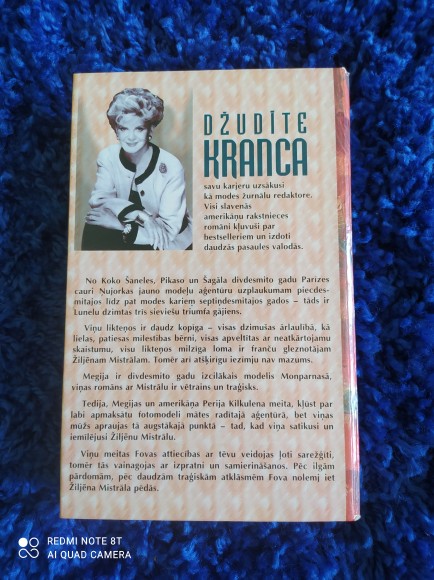 DŽUDĪTE
KRANCA
savu karjeru uzsākusi
kā modes žurnālu redaktore.
Visi slavenās
amerikāņu rakstnieces
romāni kļuvuši par
bestselleriem un izdoti
daudzās pasaules valodās.
No Koko Šaneles, Pikaso un Šagāla divdesmito gadu Parīzes
cauri Ņujorkas jauno modeļu aģentūru uzplaukumam piecdes-
mitajos līdz pat modes kariem septiņdesmitajos gados – tāds ir
Lunelu dzimtas trīs sieviešu triumfa gājiens.
Viņu likteņos ir daudz kopīga – visas dzimušas ārlaulībā, kā
lielas, patiesas mīlestības bērni, visas apveltītas ar neatkārtojamu
skaistumu, visu likteņos milzīga loma ir franču gleznotājam
Žiljēnam Mistrālam. Tomēr arī atšķirīgu iezīmju nav mazums.
Megija ir divdesmito gadu izcilākais modelis Monparnasā,
viņas romāns ar Mistrālu ir vētrains un traģisks.
Tedija, Megijas un amerikāņa Perija Kilkulena meita, kļūst par
labi apmaksātu fotomodeli mātes radītajā aģentūrā, bet viņas
mūžs apraujas tā augstākajā punktā – tad, kad viņa satikusi un
iemīlējusi Žiljēnu Mistrālu.
Viņu meitas Fovas attiecības ar tēvu veidojas ļoti sarežģīti,
tomēr tās vainagojas ar izpratni un samierināšanos. Pēc ilgām
pārdomām, pēc daudzām traģiskām atklāsmēm Fova nolemj iet
Žiljēna Mistrāla pēdās.
REDMI NOTE 8T
AI QUAD CAMERA